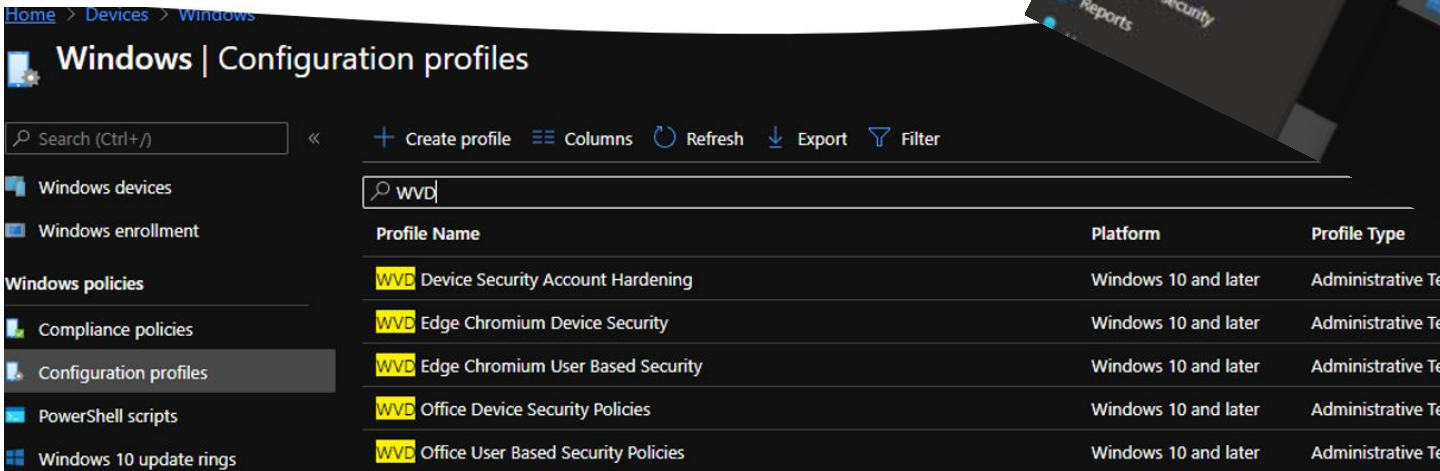 Home > Devices > Windows
Reports
security
Windows | Configuration profiles
Search (Ctrl+/)
«
Create profile
Columns
Refresh
Export
Filter
WVD
Windows devices
Windows enrollment
Windows policies
Compliance policies
Configuration profiles
PowerShell scripts
Windows 10 update rings
Profile Name Platform Profile Type
WVD Device Security Account Hardening Windows 10 and later Administrative Te
WVD Edge Chromium Device Security Windows 10 and later Administrative Te
WVD Edge Chromium User Based Security Windows 10 and later Administrative Te
WVD Office Device Security Policies Windows 10 and later Administrative Te
WVD Office User Based Security Policies Windows 10 and later Administrative Te